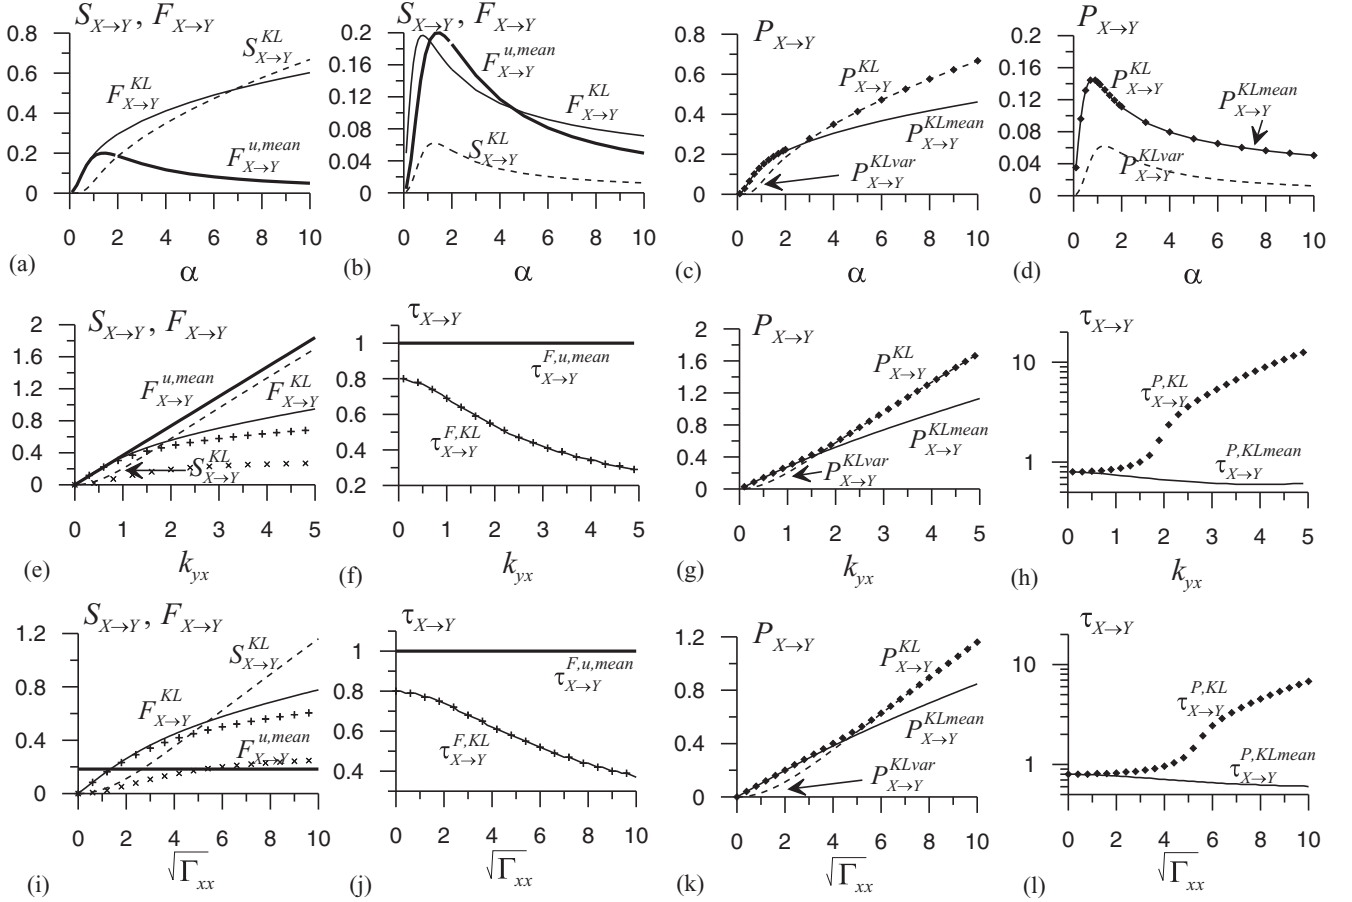 S_{X→Y}, F_{X→Y}
0.8
0.6
0.4
0.2
0
S^{KL}_{X→Y}
F^{KL}_{X→Y}
F^{u,mean}_{X→Y}
0 2 4 6 8 10
(a) α
S_{X→Y}, F_{X→Y}
0.2
0.16
0.12
0.08
0.04
0
F^{u,mean}_{X→Y}
F^{KL}_{X→Y}
S^{KL}_{X→Y}
0 2 4 6 8 10
(b) α
P_{X→Y}
0.8
0.6
0.4
0.2
0
P^{KL}_{X→Y}
P^{KLmean}_{X→Y}
P^{KLvar}_{X→Y}
0 2 4 6 8 10
(c) α
P_{X→Y}
0.2
0.16
0.12
0.08
0.04
0
P^{KL}_{X→Y}
P^{KLmean}_{X→Y}
P^{KLvar}_{X→Y}
0 2 4 6 8 10
(d) α
S_{X→Y}, F_{X→Y}
2
1.6
1.2
0.8
0.4
0
F^{u,mean}_{X→Y}
F^{KL}_{X→Y}
S^{KL}_{X→Y}
0 1 2 3 4 5
(e) k_{yx}
τ_{X→Y}
1
0.8
0.6
0.4
0.2
τ^{F,u,mean}_{X→Y}
τ^{F,KL}_{X→Y}
0 1 2 3 4 5
(f) k_{yx}
P_{X→Y}
2
1.6
1.2
0.8
0.4
0
P^{KL}_{X→Y}
P^{KLmean}_{X→Y}
P^{KLvar}_{X→Y}
0 1 2 3 4 5
(g) k_{yx}
τ_{X→Y}
10
1
τ^{P,KL}_{X→Y}
τ^{P,KLmean}_{X→Y}
0 1 2 3 4 5
(h) k_{yx}
S_{X→Y}, F_{X→Y}
1.2
0.8
0.4
0
S^{KL}_{X→Y}
F^{KL}_{X→Y}
F^{u,mean}_{X→Y}
0 2 4 6 8 10
(i) √Γ_{xx}
τ_{X→Y}
1
0.8
0.6
0.4
τ^{F,u,mean}_{X→Y}
τ^{F,KL}_{X→Y}
0 2 4 6 8 10
(j) √Γ_{xx}
P_{X→Y}
1.2
0.8
0.4
0
P^{KL}_{X→Y}
P^{KLmean}_{X→Y}
P^{KLvar}_{X→Y}
0 2 4 6 8 10
(k) √Γ_{xx}
τ_{X→Y}
10
1
τ^{P,KL}_{X→Y}
τ^{P,KLmean}_{X→Y}
0 2 4 6 8 10
(l) √Γ_{xx}